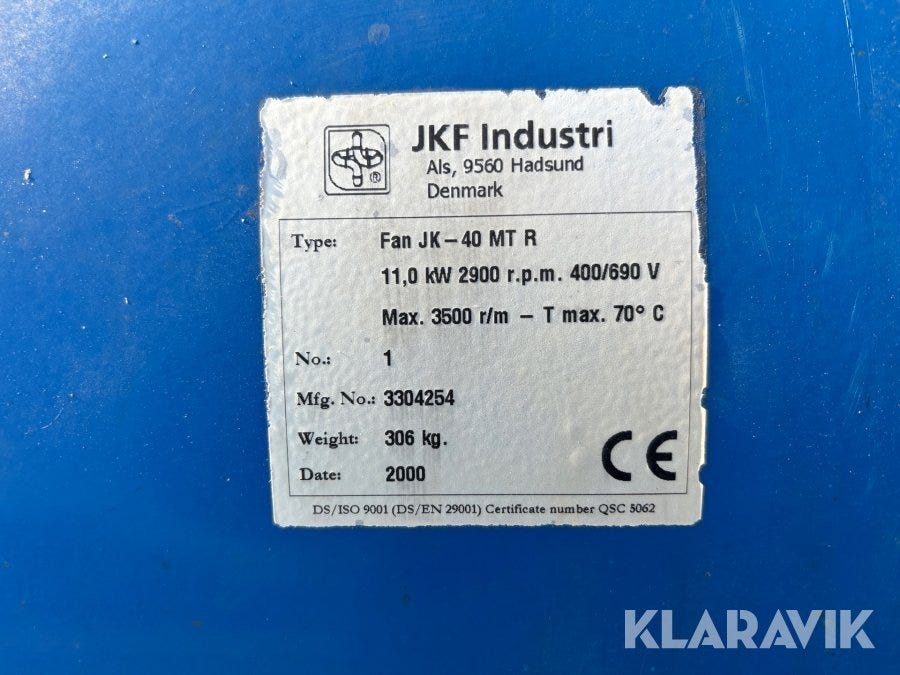 JKF Industri
Als, 9560 Hadsund
Denmark
®
Type: Fan JK-40 MT R
11,0 kW 2900 r.p.m. 400/690 V
Max. 3500 r/m - T max. 70° C
No.: 1
Mfg. No.: 3304254
Weight: 306 kg.
Date: 2000
CE
DS/ISO 9001 (DS/EN 29001) Certificate number QSC 5062
KLARAVIK